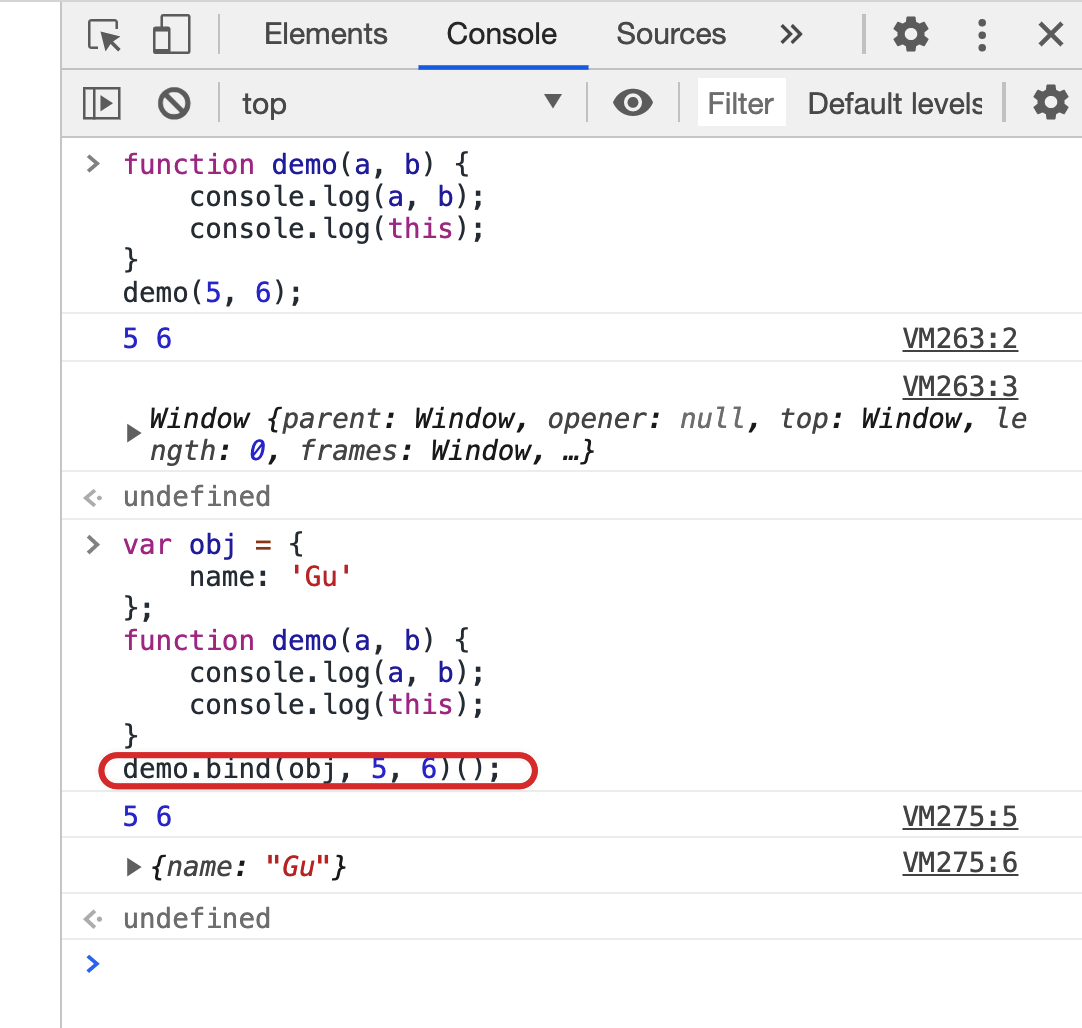 Elements Console Sources
top Filter Default levels
> function demo(a, b) {
    console.log(a, b);
    console.log(this);
}
demo(5, 6);
5 6 VM263:2
VM263:3
Window {parent: Window, opener: null, top: Window, le
ngth: 0, frames: Window, …}
undefined
> var obj = {
    name: 'Gu'
};
function demo(a, b) {
    console.log(a, b);
    console.log(this);
}
demo.bind(obj, 5, 6)();
5 6 VM275:5
{name: "Gu"} VM275:6
undefined
>